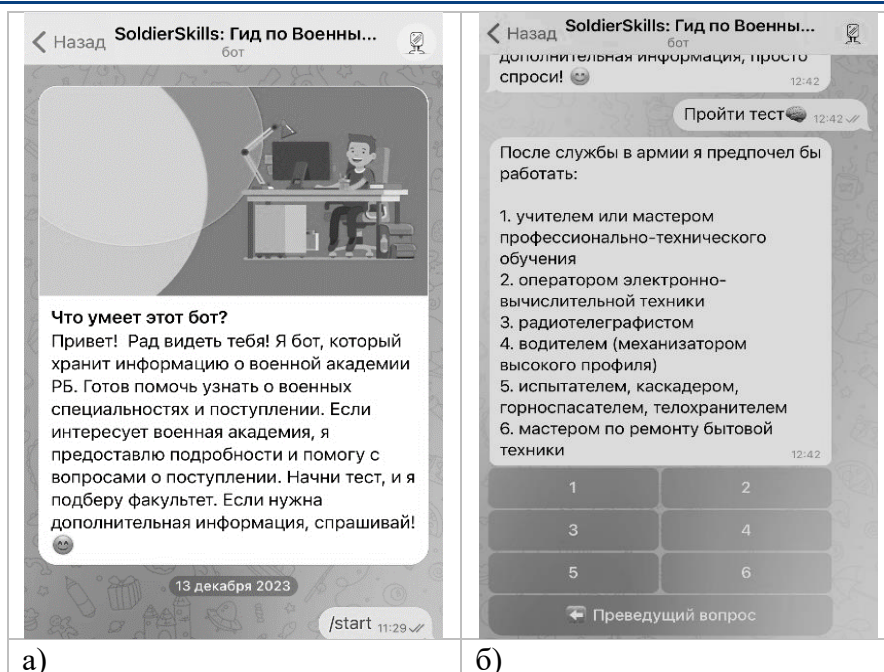 Назад
SoldierSkills: Гид по Военны...
бот
Что умеет этот бот?
Привет!  Рад видеть тебя! Я бот, который
хранит информацию о военной академии
РБ. Готов помочь узнать о военных
специальностях и поступлении. Если
интересует военная академия, я
предоставлю подробности и помогу с
вопросами о поступлении. Начни тест, и я
подберу факультет. Если нужна
дополнительная информация, спрашивай!
😊
13 декабря 2023
/start 11:29
а)
Назад
SoldierSkills: Гид по Военны...
бот
дополнительная информация, просто
спроси! 😊 12:42
Пройти тест🧠 12:42
После службы в армии я предпочел бы
работать:
1. учителем или мастером
профессионально-технического
обучения
2. оператором электронно-
вычислительной техники
3. радиотелеграфистом
4. водителем (механизатором
высокого профиля)
5. испытателем, каскадером,
горноспасателем, телохранителем
6. мастером по ремонту бытовой
техники 12:42
1 2
3 4
5 6
Преведущий вопрос
б)